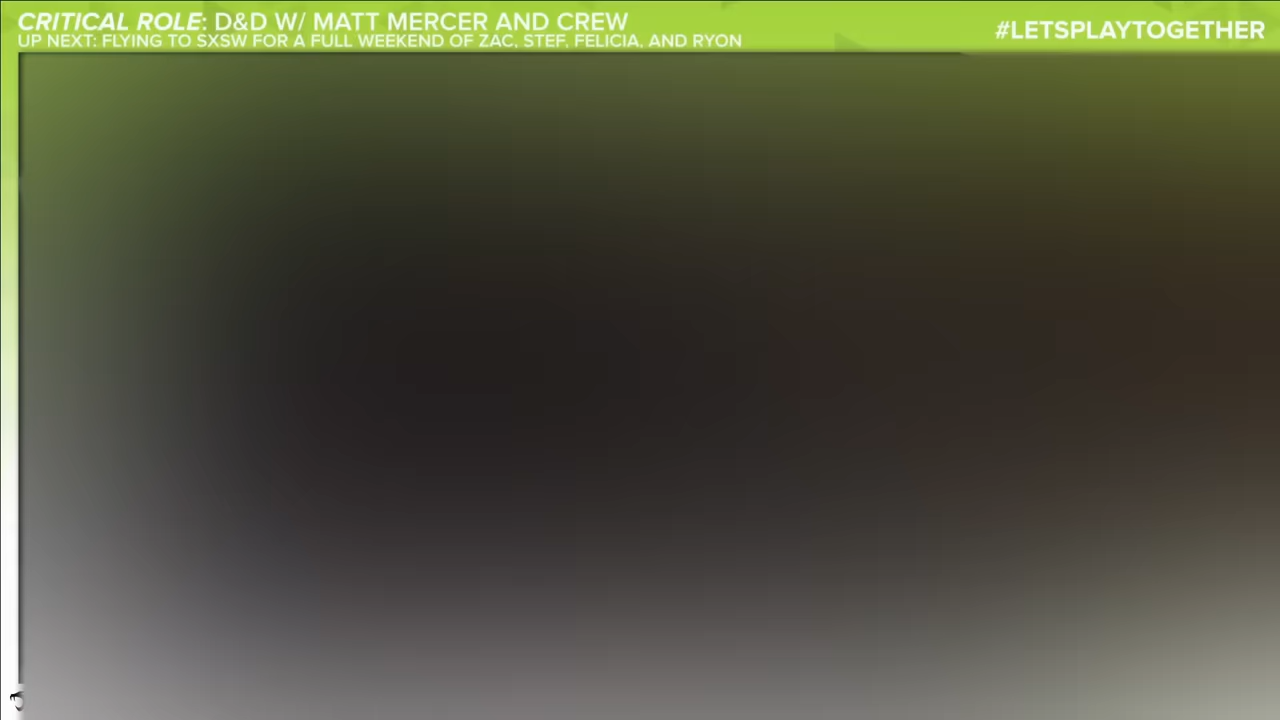 CRITICAL ROLE: D&D W/ MATT MERCER AND CREW
UP NEXT: FLYING TO SXSW FOR A FULL WEEKEND OF ZAC, STEF, FELICIA, AND RYON
#LETSPLAYTOGETHER